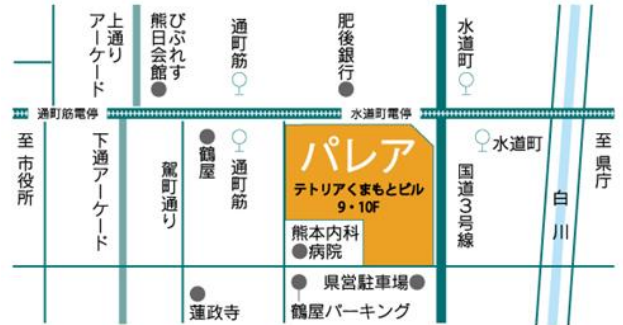 上通り
アーケード
びぷれす
熊日会館
通町筋
肥後銀行
水道町
通町筋電停
水道町電停
至市役所
下通アーケード
駕町通り
鶴屋
通町筋
パレア
テトリアくまもとビル
9・10F
熊本内科
病院
国道3号線
水道町
白川
至県庁
蓮政寺
県営駐車場
鶴屋パーキング